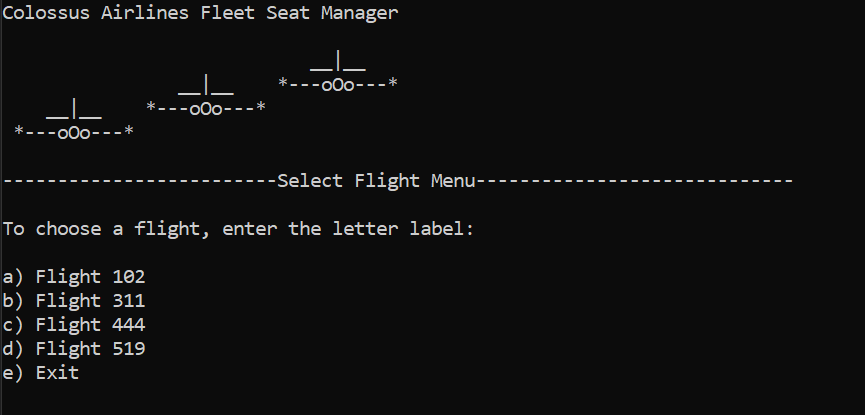 Colossus Airlines Fleet Seat Manager
                            __|__
                __|__    *---oOo---*
    __|__    *---oOo---*
 *---oOo---*
-------------------------Select Flight Menu-----------------------------
To choose a flight, enter the letter label:
a) Flight 102
b) Flight 311
c) Flight 444
d) Flight 519
e) Exit